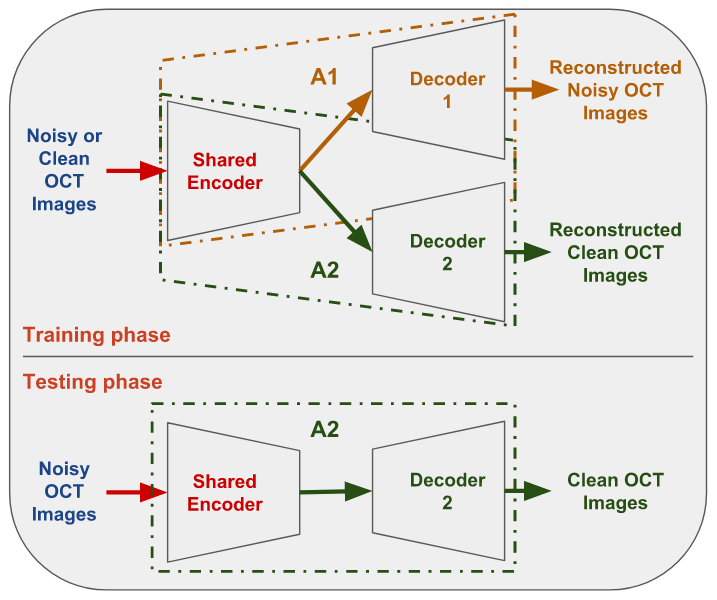 Noisy or
Clean
OCT
Images
Shared
Encoder
A1
Decoder
1
Reconstructed
Noisy OCT
Images
A2
Decoder
2
Reconstructed
Clean OCT
Images
Training phase
Testing phase
Noisy
OCT
Images
Shared
Encoder
A2
Decoder
2
Clean OCT
Images